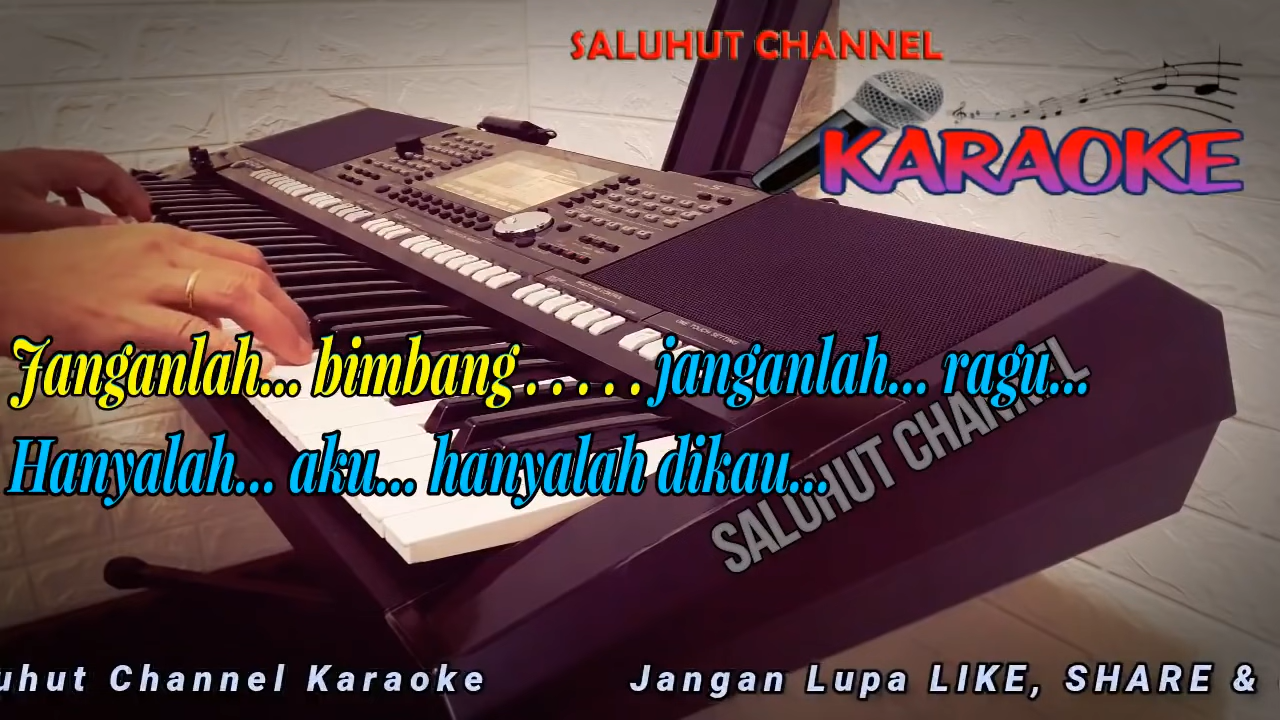 SALUHUT CHANNEL
KARAOKE
Janganlah... bimbang . . . . . janganlah... ragu...
Hanyalah... aku... hanyalah dikau...
SALUHUT CHANNEL
Channel Karaoke Jangan Lupa LIKE, SHARE &